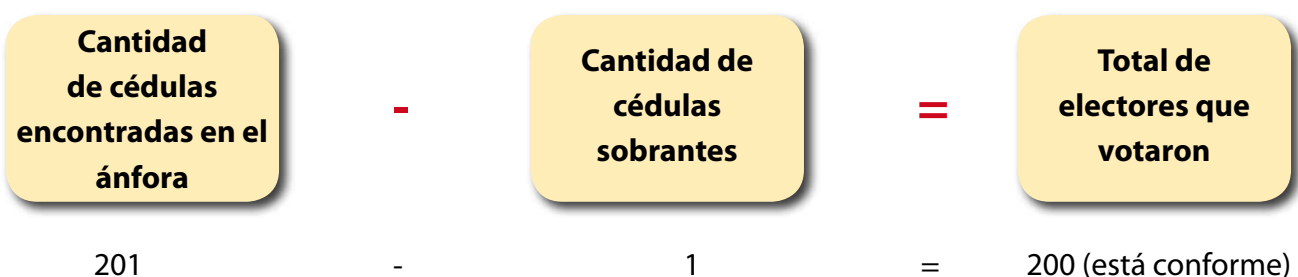 Cantidad
de cédulas
encontradas en el
ánfora
-
Cantidad de
cédulas
sobrantes
=
Total de
electores que
votaron
201 - 1 = 200 (está conforme)